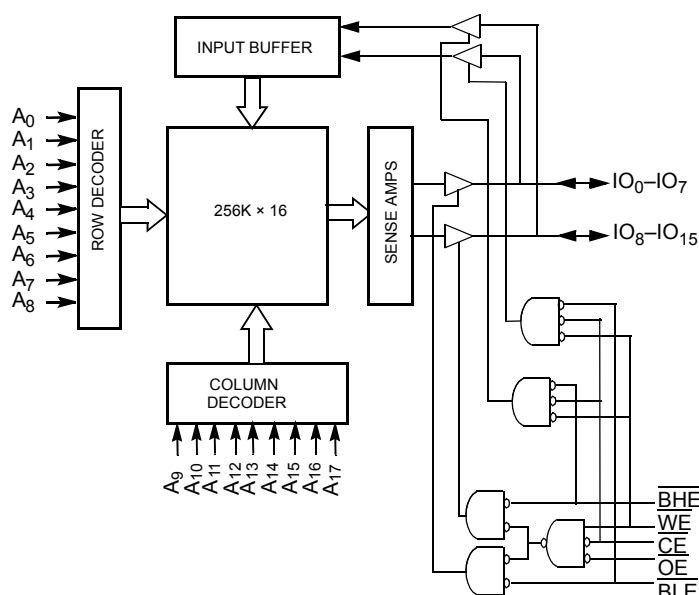 INPUT BUFFER
A0
A1
A2
A3
A4
A5
A6
A7
A8
ROW DECODER
256K × 16
SENSE AMPS
IO0–IO7
IO8–IO15
COLUMN
DECODER
A9
A10
A11
A12
A13
A14
A15
A16
A17
BHE
WE
CE
OE
BLE